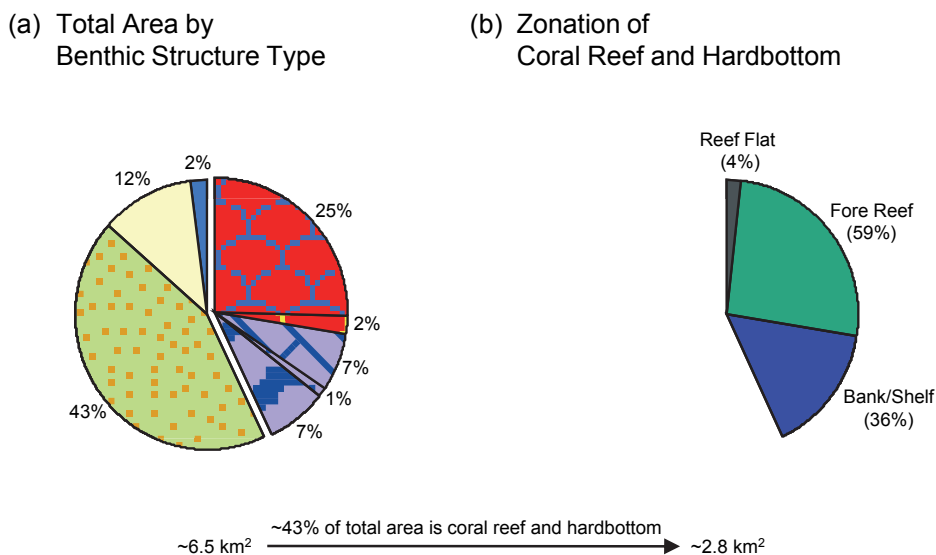 (a) Total Area by
Benthic Structure Type
(b) Zonation of
Coral Reef and Hardbottom
2%
12%
25%
2%
7%
1%
7%
43%
Reef Flat
(4%)
Fore Reef
(59%)
Bank/Shelf
(36%)
~43% of total area is coral reef and hardbottom
~6.5 km²
~2.8 km²